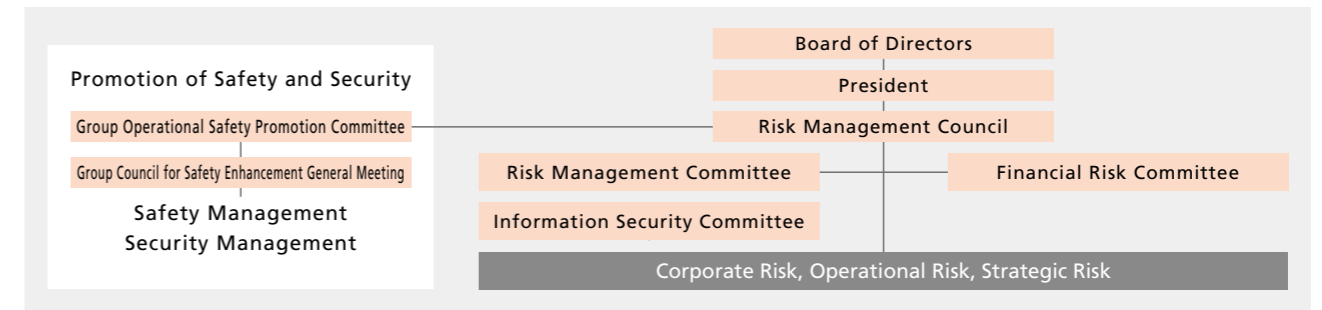 Promotion of Safety and Security
Group Operational Safety Promotion Committee
Group Council for Safety Enhancement General Meeting
Safety Management
Security Management
Board of Directors
President
Risk Management Council
Risk Management Committee
Financial Risk Committee
Information Security Committee
Corporate Risk, Operational Risk, Strategic Risk